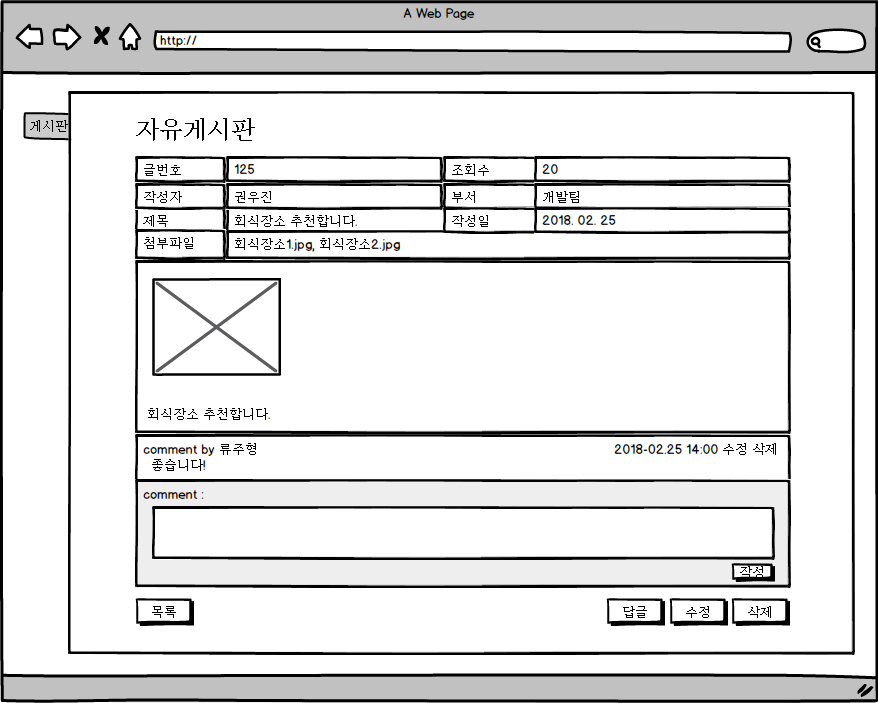 A Web Page
http://
게시판
자유게시판
글번호 125 조회수 20
작성자 권우진 부서 개발팀
제목 회식장소 추천합니다. 작성일 2018. 02. 25
첨부파일 회식장소1.jpg, 회식장소2.jpg
회식장소 추천합니다.
comment by 류주형 2018-02.25 14:00 수정 삭제
좋습니다!
comment :
작성
목록 답글 수정 삭제